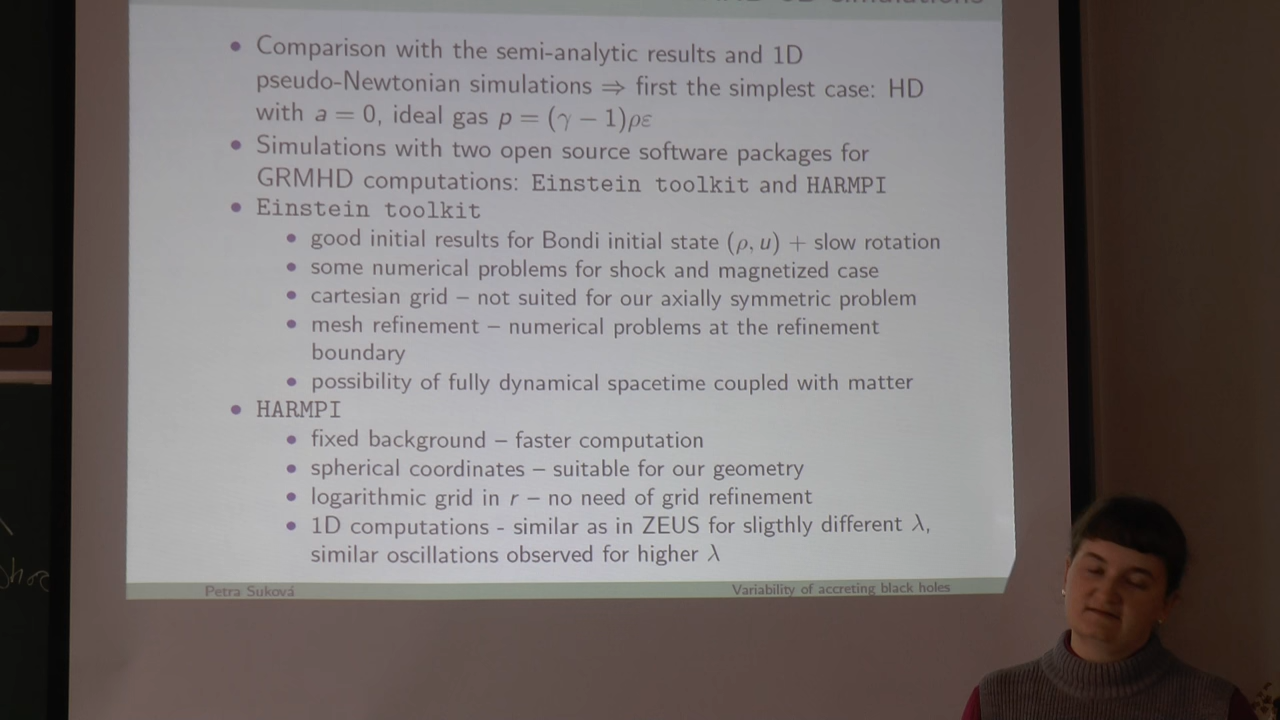 simulations
• Comparison with the semi-analytic results and 1D
pseudo-Newtonian simulations ⇒ first the simplest case: HD
with a = 0, ideal gas p = (γ − 1)ρε
• Simulations with two open source software packages for
GRMHD computations: Einstein toolkit and HARMPI
• Einstein toolkit
• good initial results for Bondi initial state (ρ, u) + slow rotation
• some numerical problems for shock and magnetized case
• cartesian grid – not suited for our axially symmetric problem
• mesh refinement – numerical problems at the refinement
boundary
• possibility of fully dynamical spacetime coupled with matter
• HARMPI
• fixed background – faster computation
• spherical coordinates – suitable for our geometry
• logarithmic grid in r – no need of grid refinement
• 1D computations - similar as in ZEUS for sligthly different λ,
similar oscillations observed for higher λ
Petra Suková Variability of accreting black holes